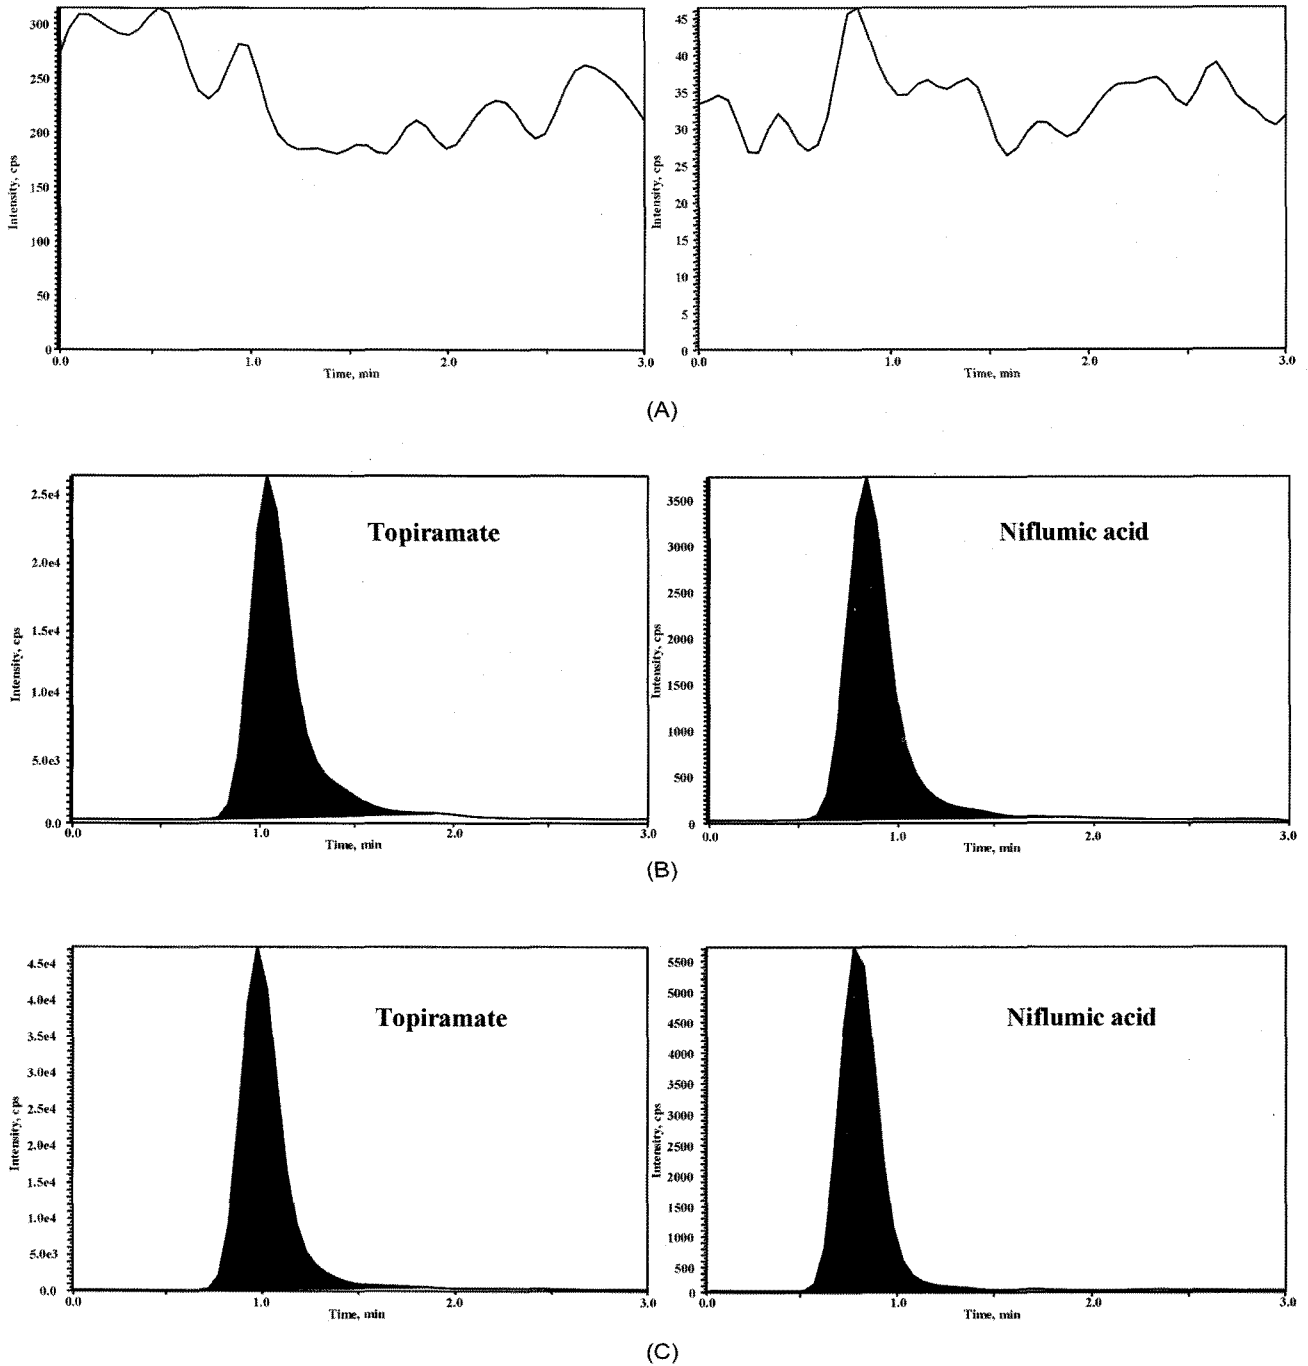 300
250
200
150
100
50
0
Intensity, cps
0.0 1.0 2.0 3.0
Time, min
45
40
35
30
25
20
15
10
5
0
Intensity, cps
0.0 1.0 2.0 3.0
Time, min
(A)
2.5e4
2.0e4
1.5e4
1.0e4
5.0e3
0.0
Intensity, cps
Topiramate
0.0 1.0 2.0 3.0
Time, min
3500
3000
2500
2000
1500
1000
500
0
Intensity, cps
Niflumic acid
0.0 1.0 2.0 3.0
Time, min
(B)
4.5e4
4.0e4
3.5e4
3.0e4
2.5e4
2.0e4
1.5e4
1.0e4
5.0e3
0.0
Intensity, cps
Topiramate
0.0 1.0 2.0 3.0
Time, min
5500
5000
4500
4000
3500
3000
2500
2000
1500
1000
500
0
Intensity, cps
Niflumic acid
0.0 1.0 2.0 3.0
Time, min
(C)